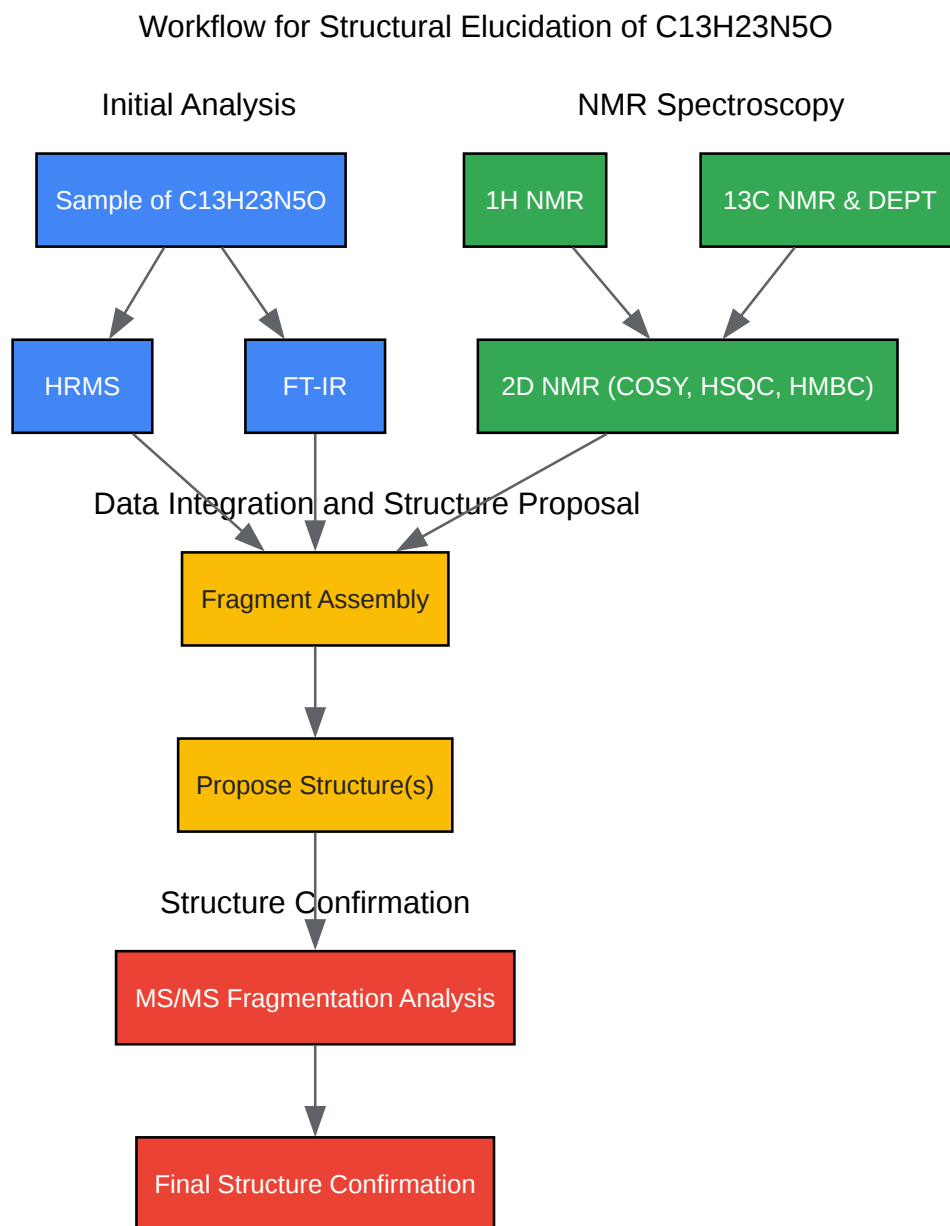 Workflow for Structural Elucidation of C13H23N5O
Initial Analysis
NMR Spectroscopy
Sample of C13H23N5O
1H NMR
13C NMR & DEPT
HRMS
FT-IR
2D NMR (COSY, HSQC, HMBC)
Data Integration and Structure Proposal
Fragment Assembly
Propose Structure(s)
Structure Confirmation
MS/MS Fragmentation Analysis
Final Structure Confirmation